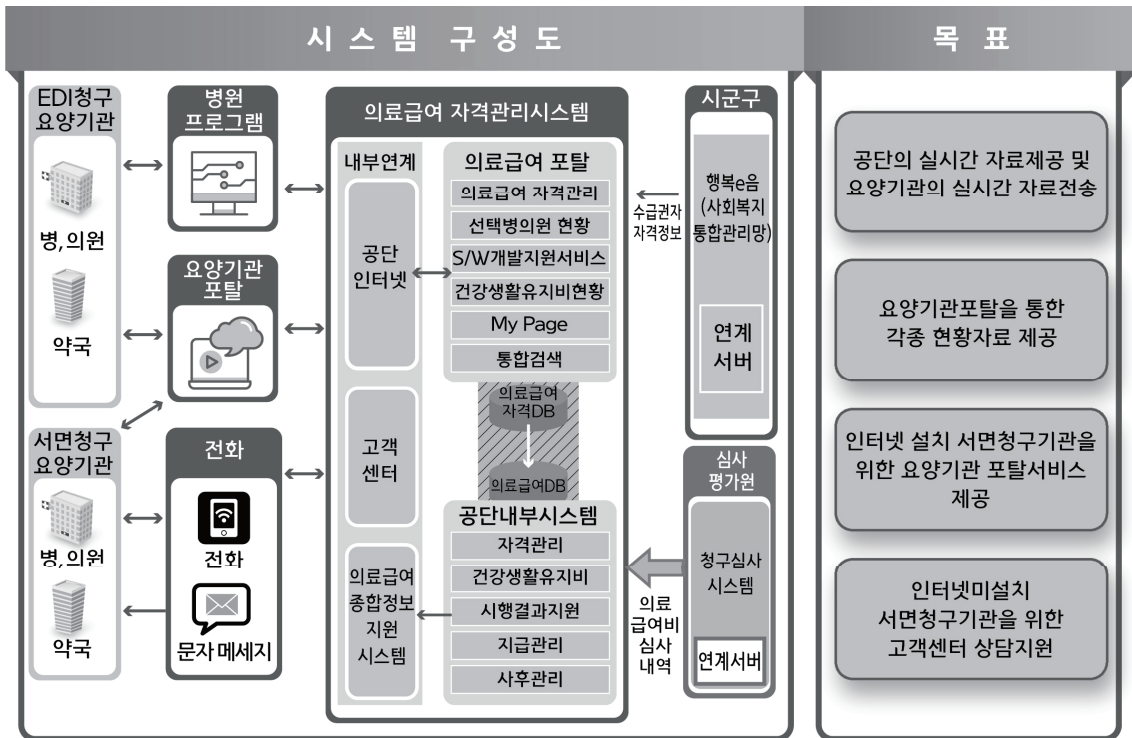 시 스 템 구 성 도
목 표
EDI청구
요양기관
병,의원
약국
서면청구
요양기관
병,의원
약국
병원
프로그램
요양기관
포탈
전화
전화
문자 메세지
의료급여 자격관리시스템
내부연계
공단
인터넷
고객
센터
의료급여
종합정보
지원
시스템
의료급여 포탈
의료급여 자격관리
선택병의원 현황
S/W개발지원서비스
건강생활유지비현황
My Page
통합검색
의료급여
자격DB
의료급여DB
공단내부시스템
자격관리
건강생활유지비
시행결과지원
지급관리
사후관리
수급권자
자격정보
의료
급여비
심사
내역
시군구
행복e음
(사회복지
통합관리망)
연계
서버
심사
평가원
청구심사
시스템
연계서버
공단의 실시간 자료제공 및
요양기관의 실시간 자료전송
요양기관포탈을 통한
각종 현황자료 제공
인터넷 설치 서면청구기관을
위한 요양기관 포탈서비스
제공
인터넷미설치
서면청구기관을 위한
고객센터 상담지원